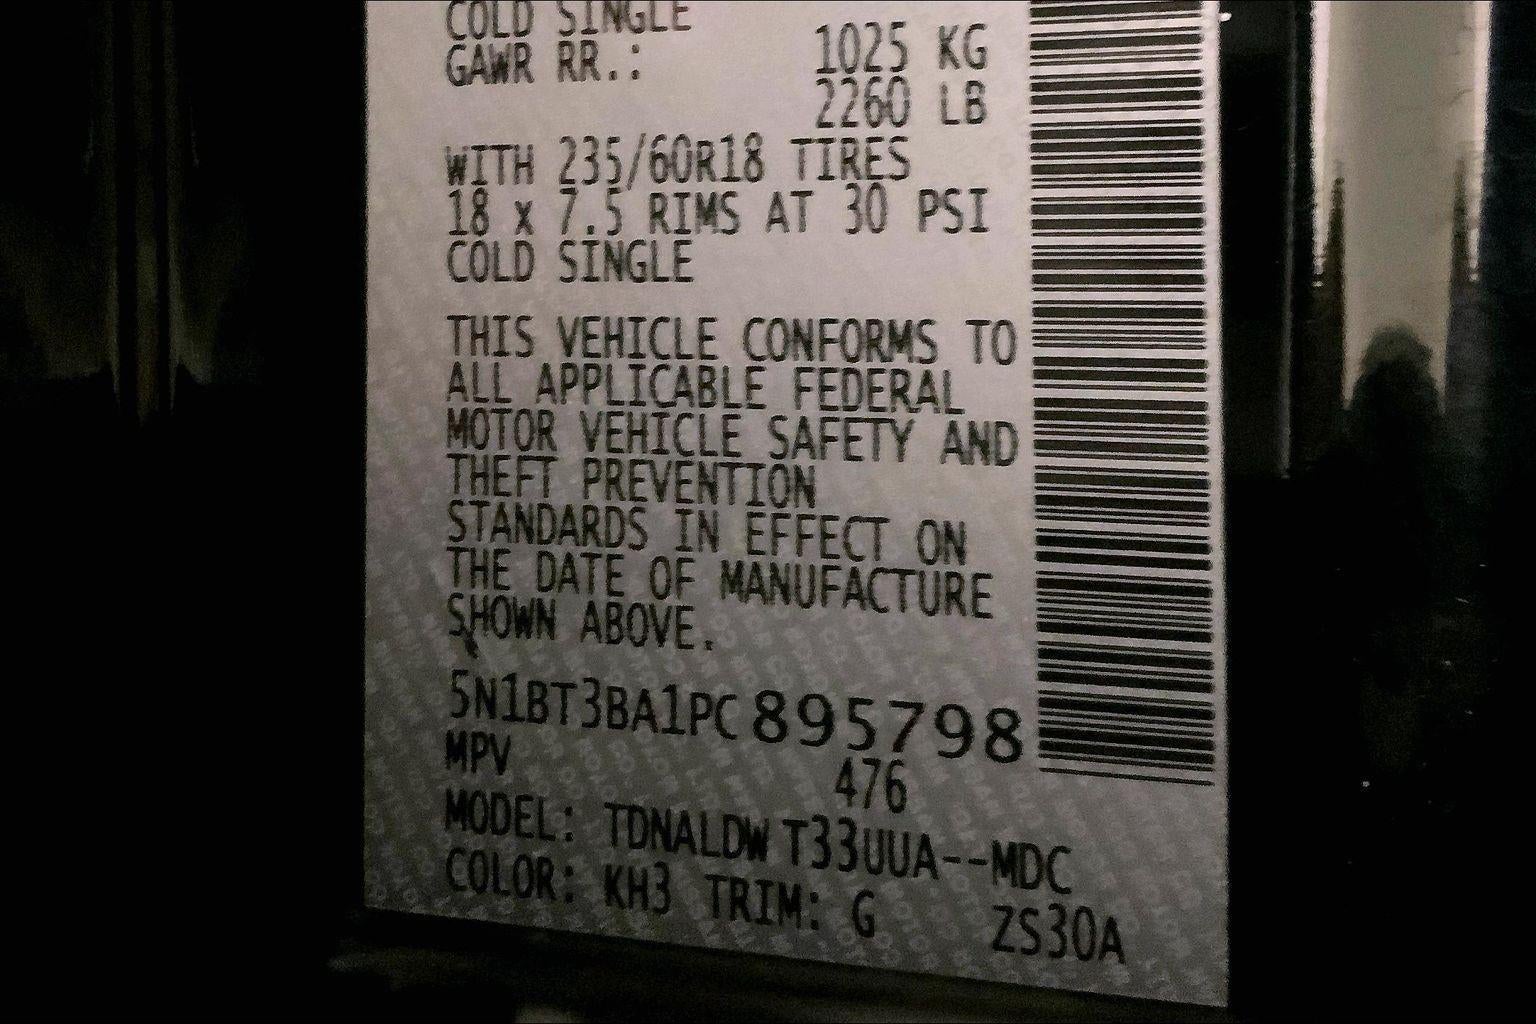 COLD SINGLE
GAWR RR.: 1025 KG
2260 LB
WITH 235/60R18 TIRES
18 x 7.5 RIMS AT 30 PSI
COLD SINGLE
THIS VEHICLE CONFORMS TO
ALL APPLICABLE FEDERAL
MOTOR VEHICLE SAFETY AND
THEFT PREVENTION
STANDARDS IN EFFECT ON
THE DATE OF MANUFACTURE
SHOWN ABOVE.
5N1BT3BA1PC895798
MPV 476
MODEL: TDNALDW T33UUA--MDC
COLOR: KH3 TRIM: G ZS30A